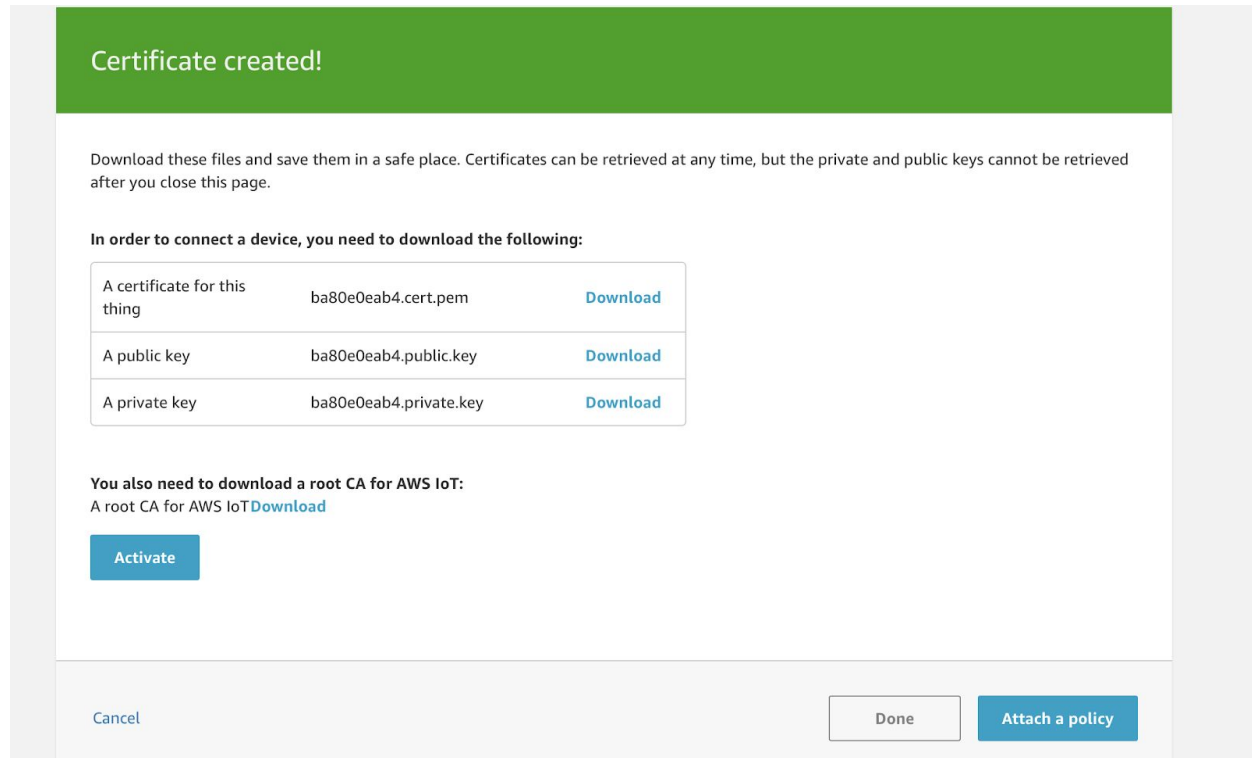 Certificate created!
Download these files and save them in a safe place. Certificates can be retrieved at any time, but the private and public keys cannot be retrieved
after you close this page.
In order to connect a device, you need to download the following:
A certificate for this
thing
ba80e0eab4.cert.pem
Download
A public key
ba80e0eab4.public.key
Download
A private key
ba80e0eab4.private.key
Download
You also need to download a root CA for AWS IoT:
A root CA for AWS IoTDownload
Activate
Cancel
Done
Attach a policy